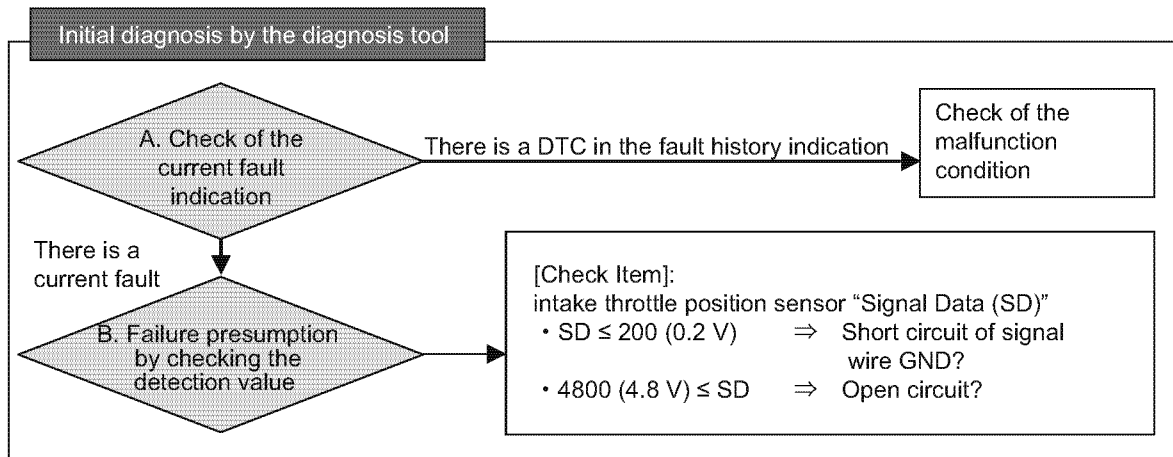 Initial diagnosis by the diagnosis tool
A. Check of the
current fault
indication
There is a DTC in the fault history indication
Check of the
malfunction
condition
There is a
current fault
B. Failure presumption
by checking the
detection value
[Check Item]:
intake throttle position sensor “Signal Data (SD)”
・SD ≤ 200 (0.2 V) ⇒ Short circuit of signal
wire GND?
・4800 (4.8 V) ≤ SD ⇒ Open circuit?